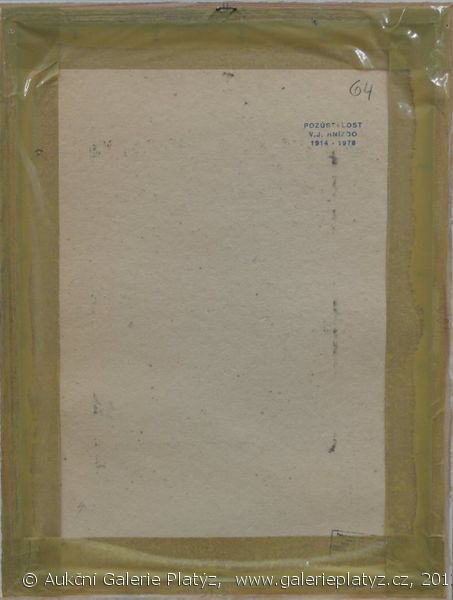 64
POZŮSTALOST
V.J. HNÍZDO
1914 - 1978
© Aukční Galerie Platýz, www.galerieplatyz.cz, 201